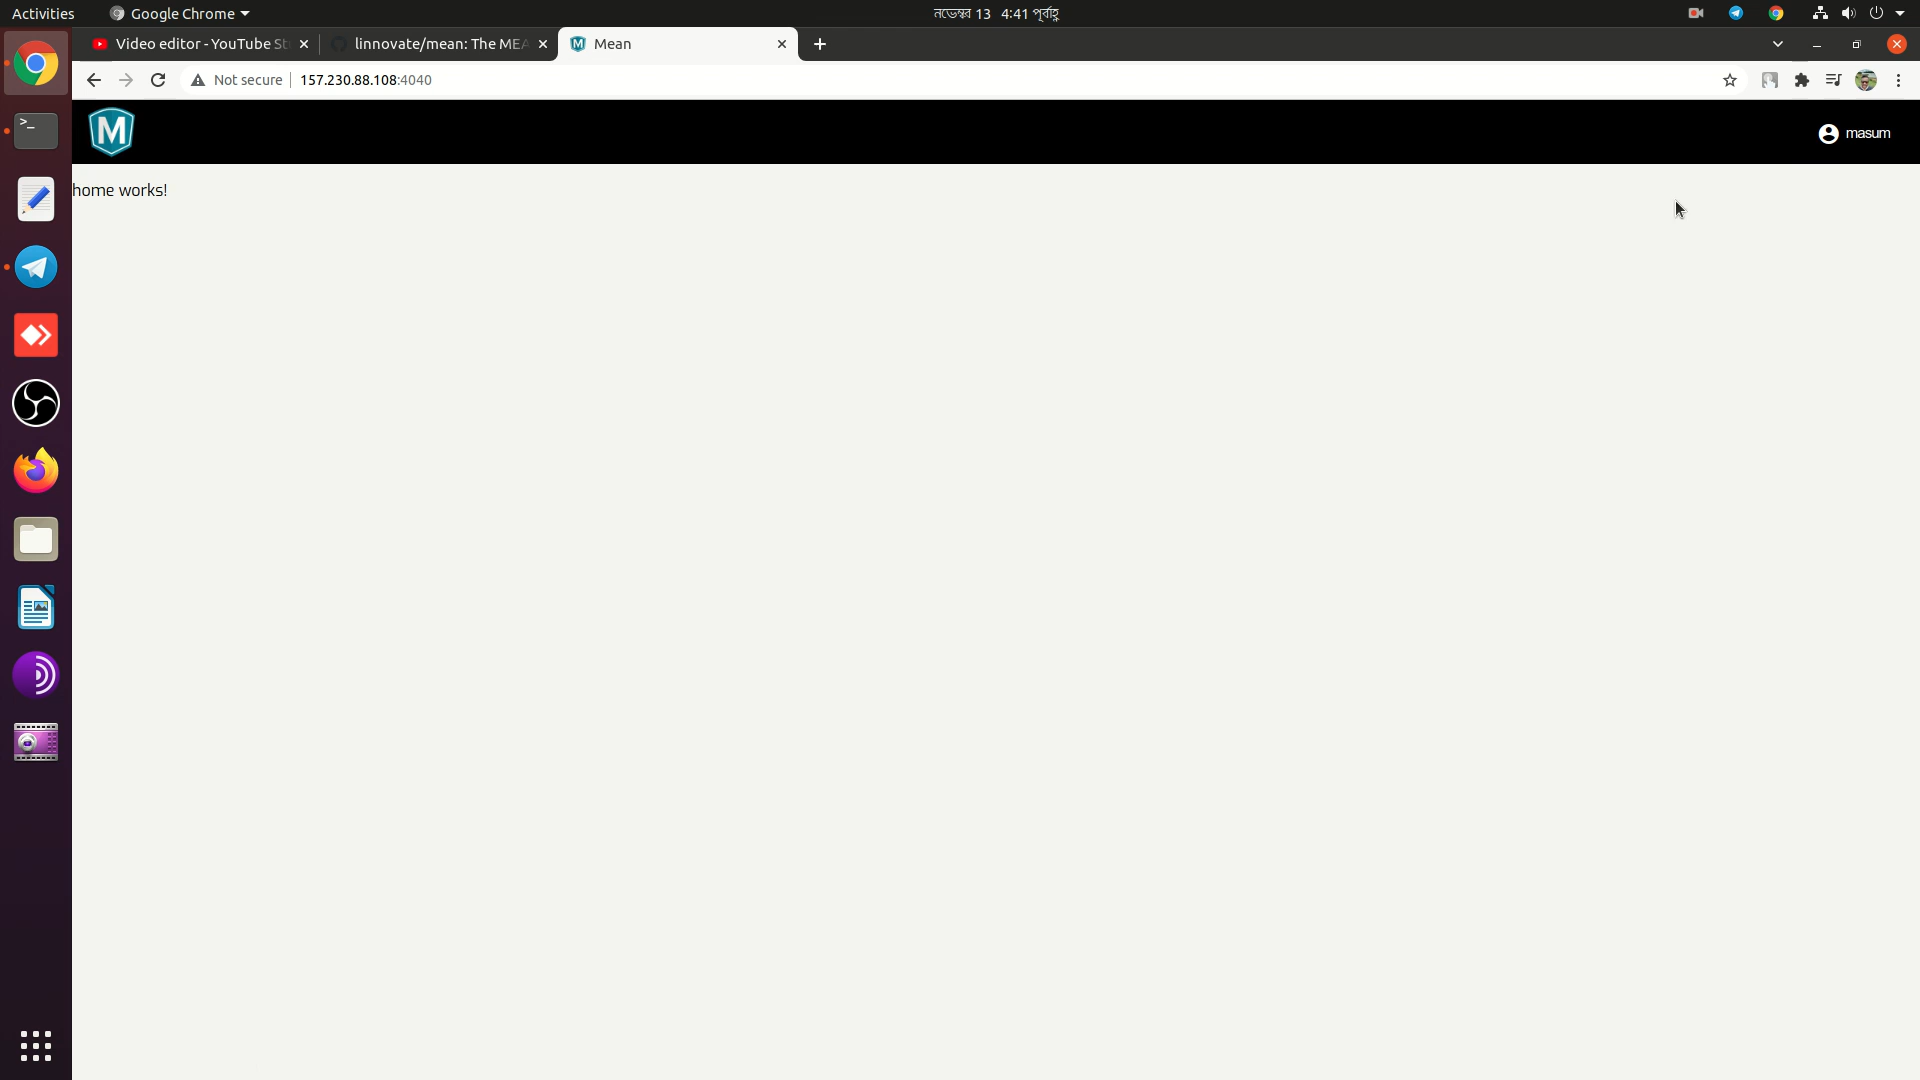 Activities
Google Chrome
নভেম্বর 13 4:41 পূর্বাহ্ণ
Video editor - YouTube St
linnovate/mean: The MEA
Mean
Not secure
157.230.88.108:4040
M
masum
home works!